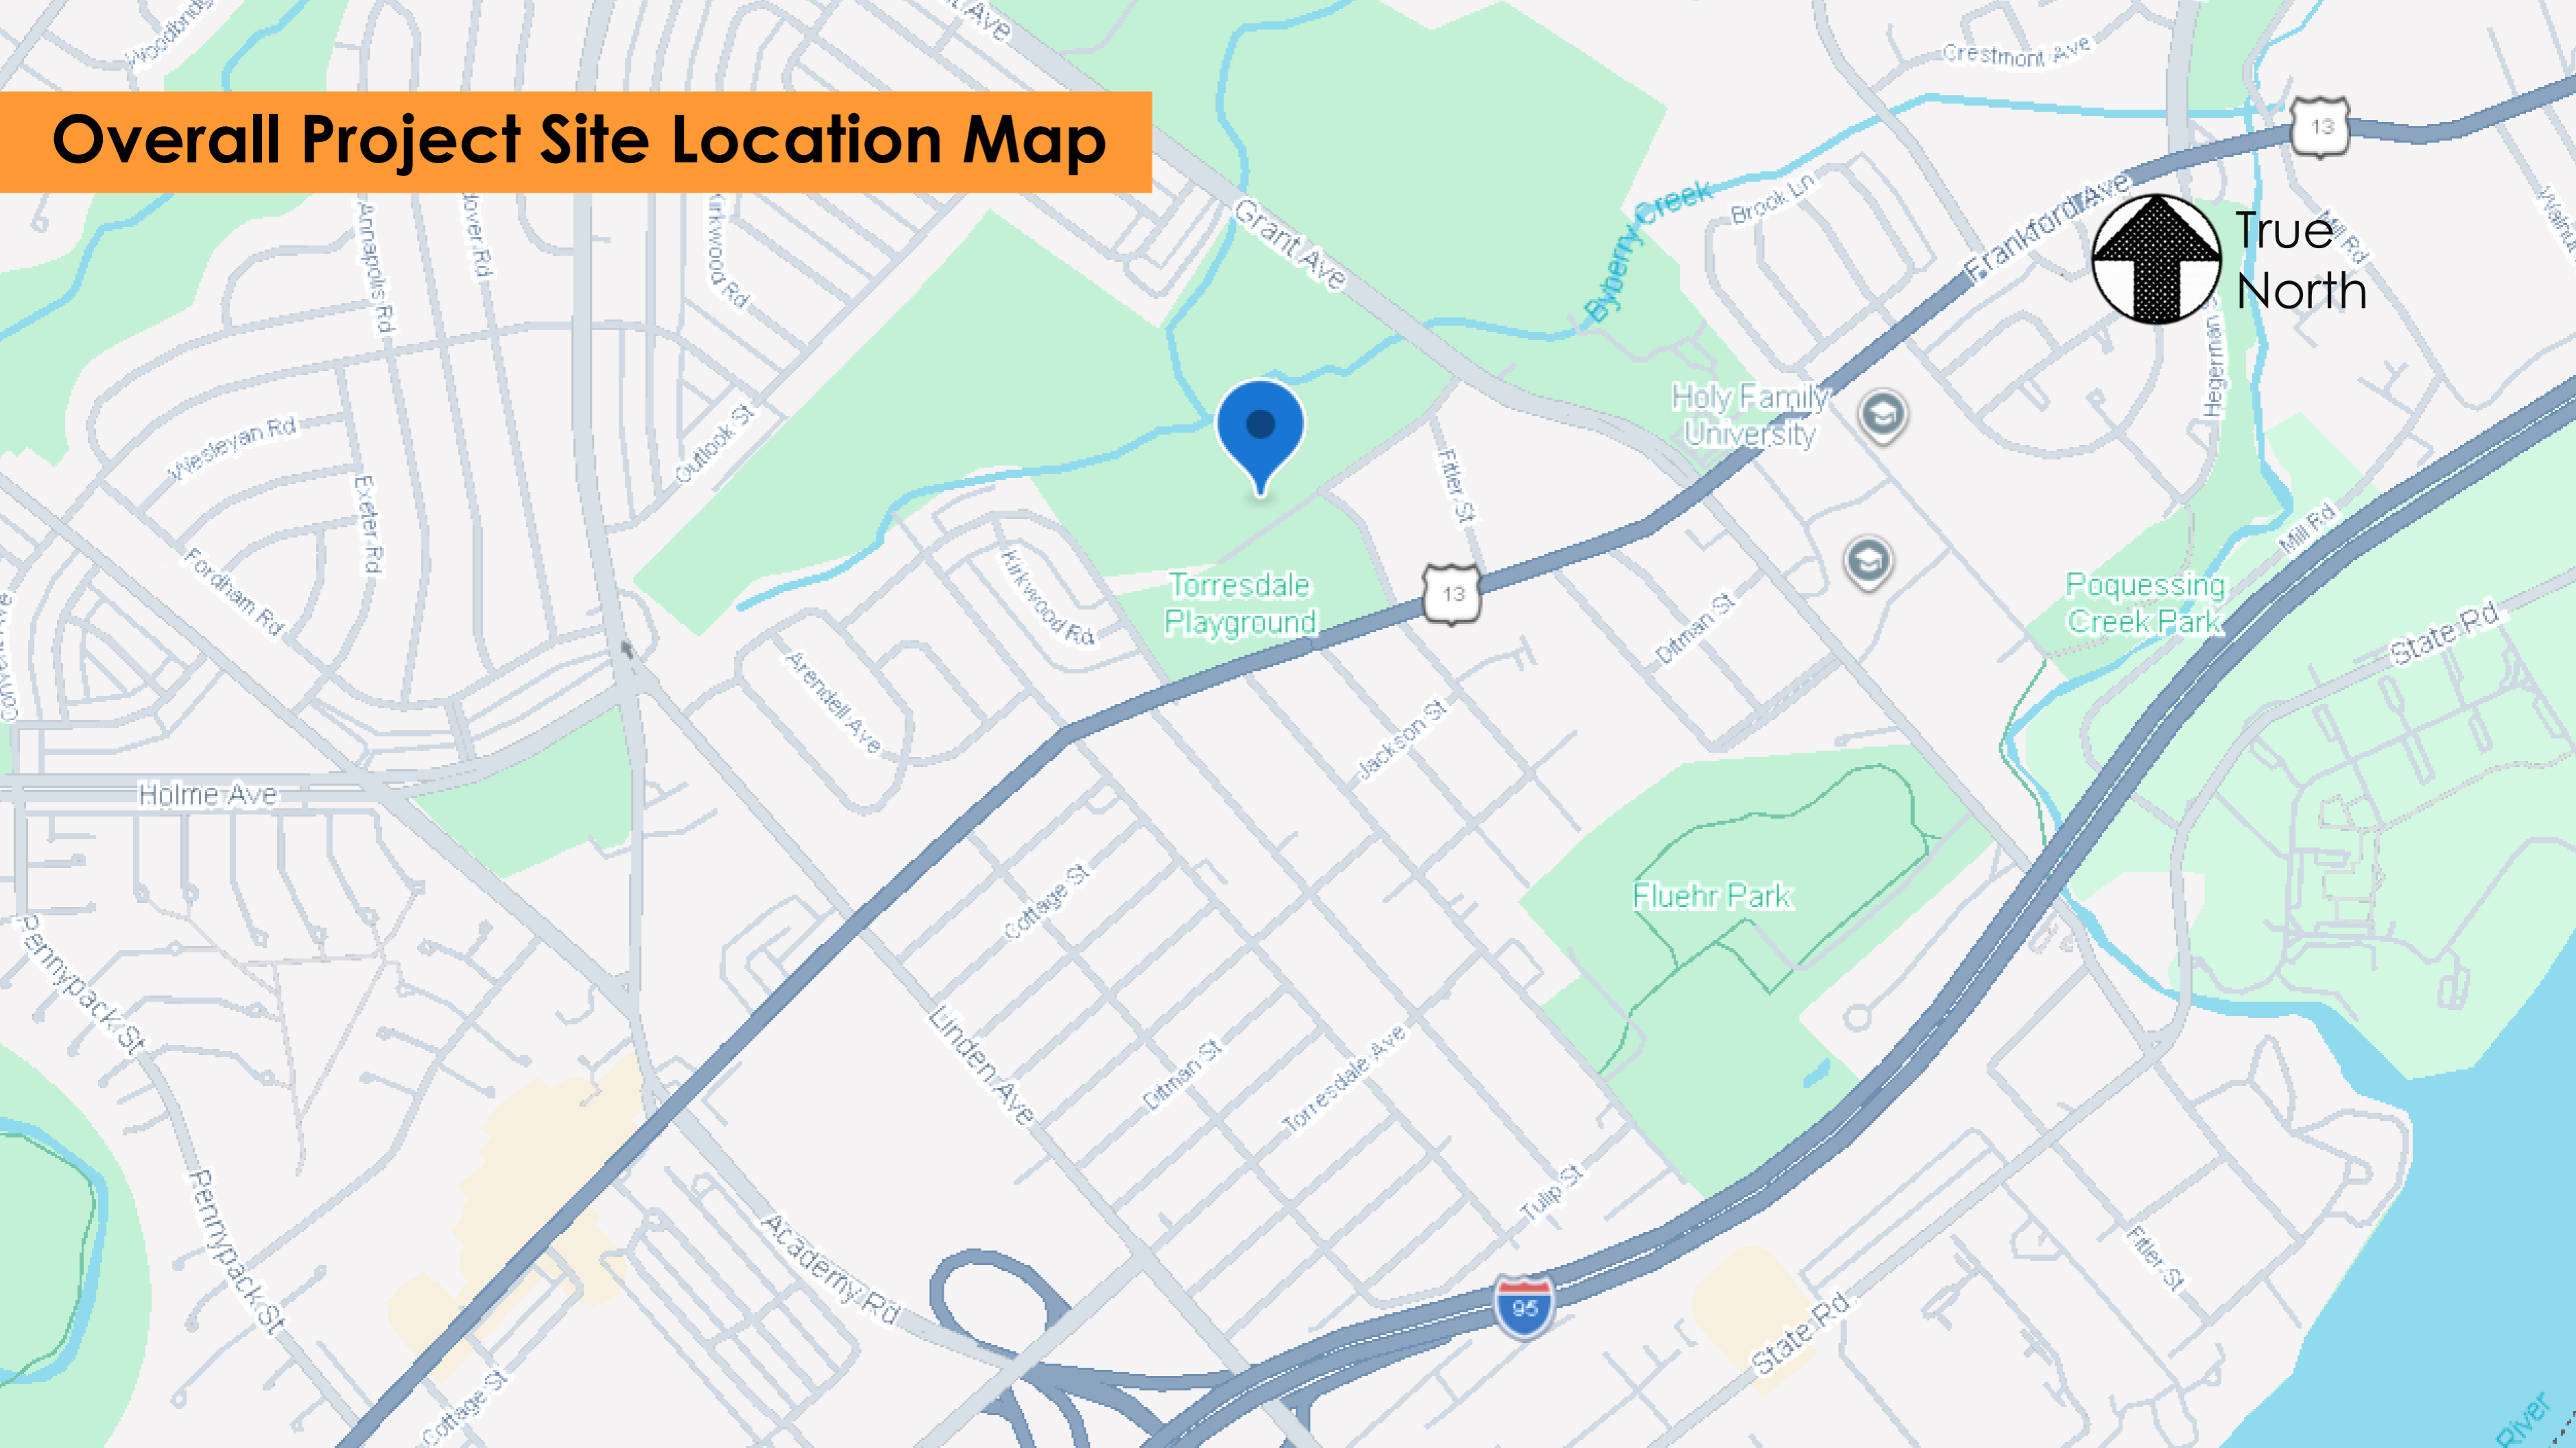 Overall Project Site Location Map
Crestmont Ave
13
Frankford Ave
True
North
Mill Rd
Brook Ln
Byberry Creek
Grant Ave
Annapolis Rd
Kirkwood Rd
Hegerman
Holy Family
University
Wesleyan Rd
Outlook St
Exeter Rd
Fitler St
Mill Rd
Fordham Rd
Kirkwood Rd
Torresdale
Playground
13
Ditman St
Poquessing
Creek Park
State Rd
Arendell Ave
Jackson St
Holme Ave
Cottage St
Fluehr Park
Pennypack St
Linden Ave
Ditman St
Torresdale Ave
Tulip St
Pennypack St
Academy Rd
Fitler St
95
State Rd
Cottage St
River